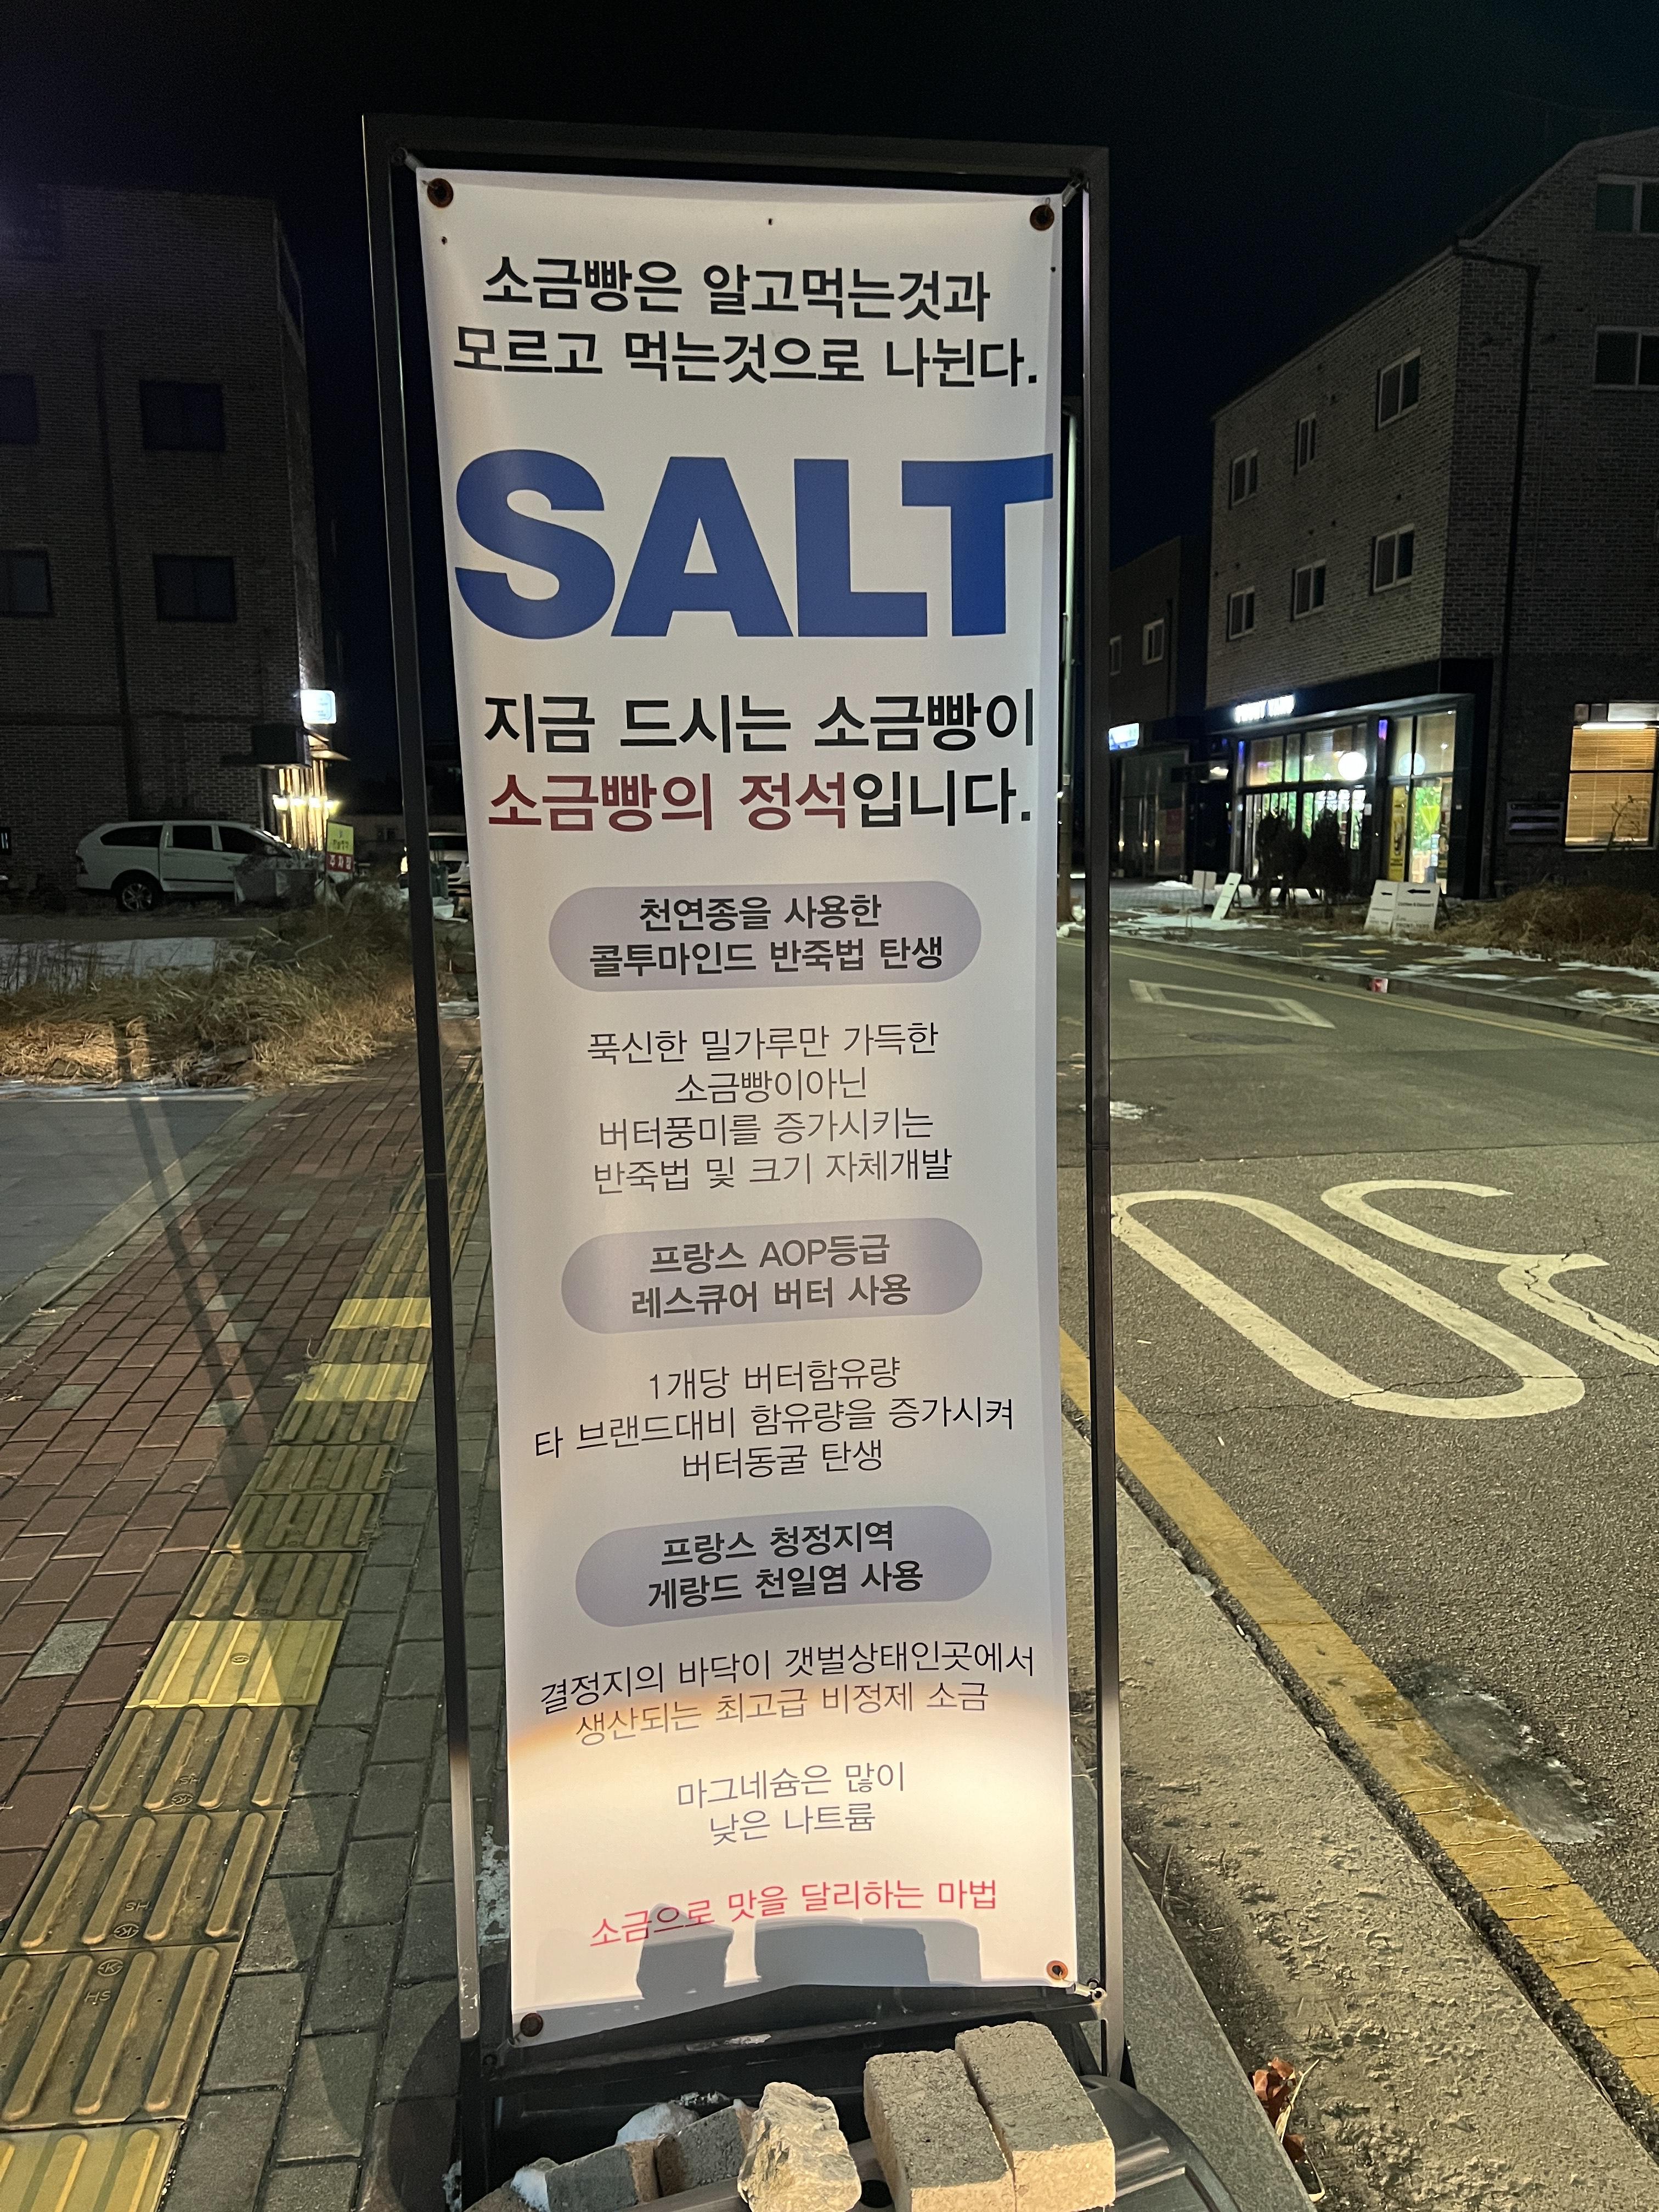 소금빵은 알고먹는것과
모르고 먹는것으로 나뉜다.
SALT
지금 드시는 소금빵이
소금빵의 정석입니다.
천연종을 사용한
콜투마인드 반죽법 탄생
푹신한 밀가루만 가득한
소금빵이아닌
버터풍미를 증가시키는
반죽법 및 크기 자체개발
프랑스 AOP등급
레스큐어 버터 사용
1개당 버터함유량
타 브랜드대비 함유량을 증가시켜
버터동굴 탄생
프랑스 청정지역
게랑드 천일염 사용
결정지의 바닥이 갯벌상태인곳에서
생산되는 최고급 비정제 소금
마그네슘은 많이
낮은 나트륨
소금으로 맛을 달리하는 마법